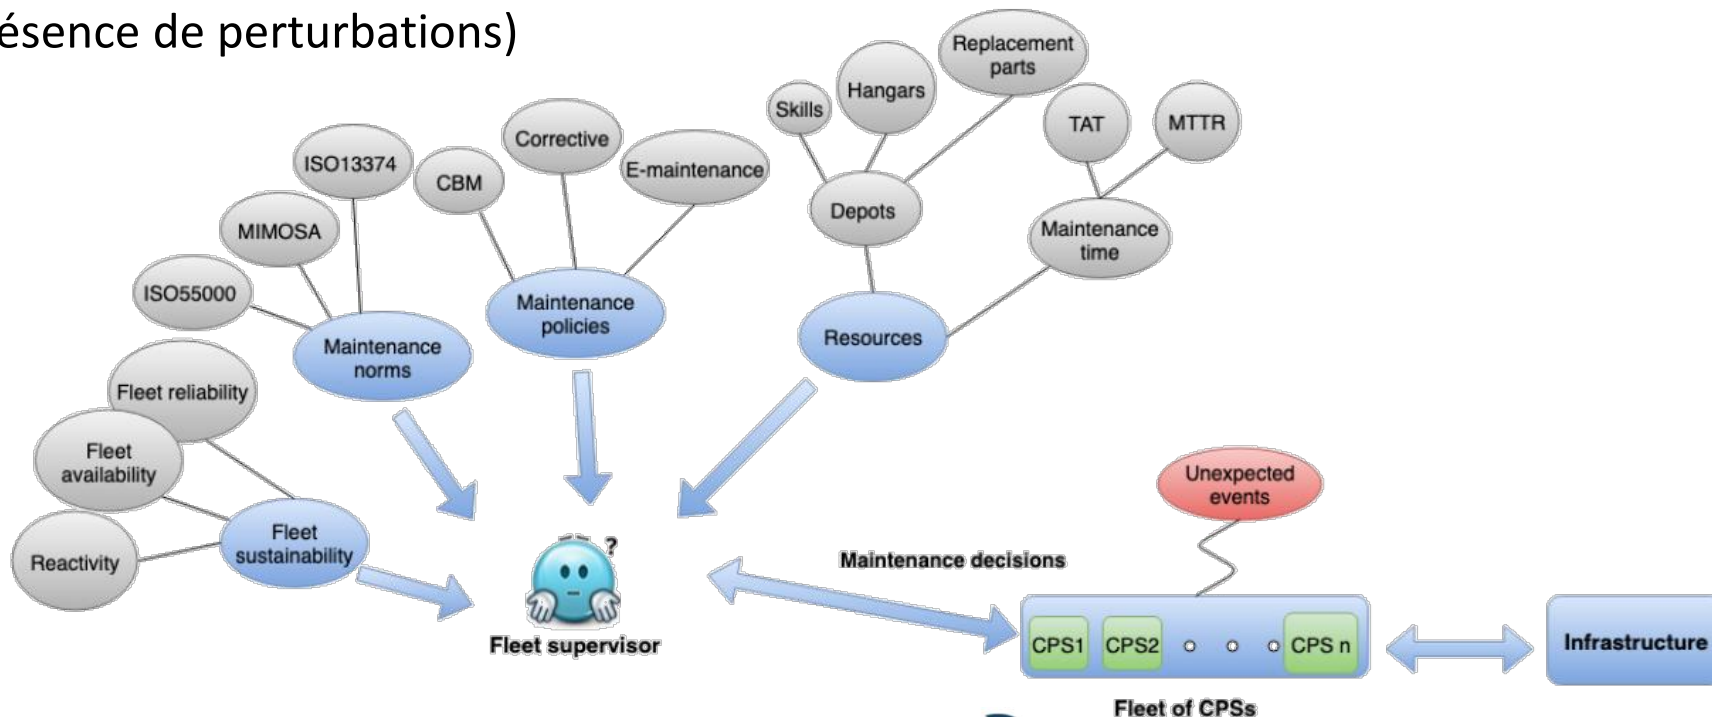 ésence de perturbations)
Replacement
parts
Hangars
Skills
TAT
MTTR
Corrective
ISO13374
E-maintenance
CBM
Depots
MIMOSA
Maintenance
time
ISO55000
Maintenance
policies
Resources
Maintenance
norms
Fleet reliability
Fleet
availability
Unexpected
events
Fleet
sustainability
Reactivity
?
Maintenance decisions
Fleet supervisor
CPS1
CPS2
CPS n
Infrastructure
Fleet of CPSs